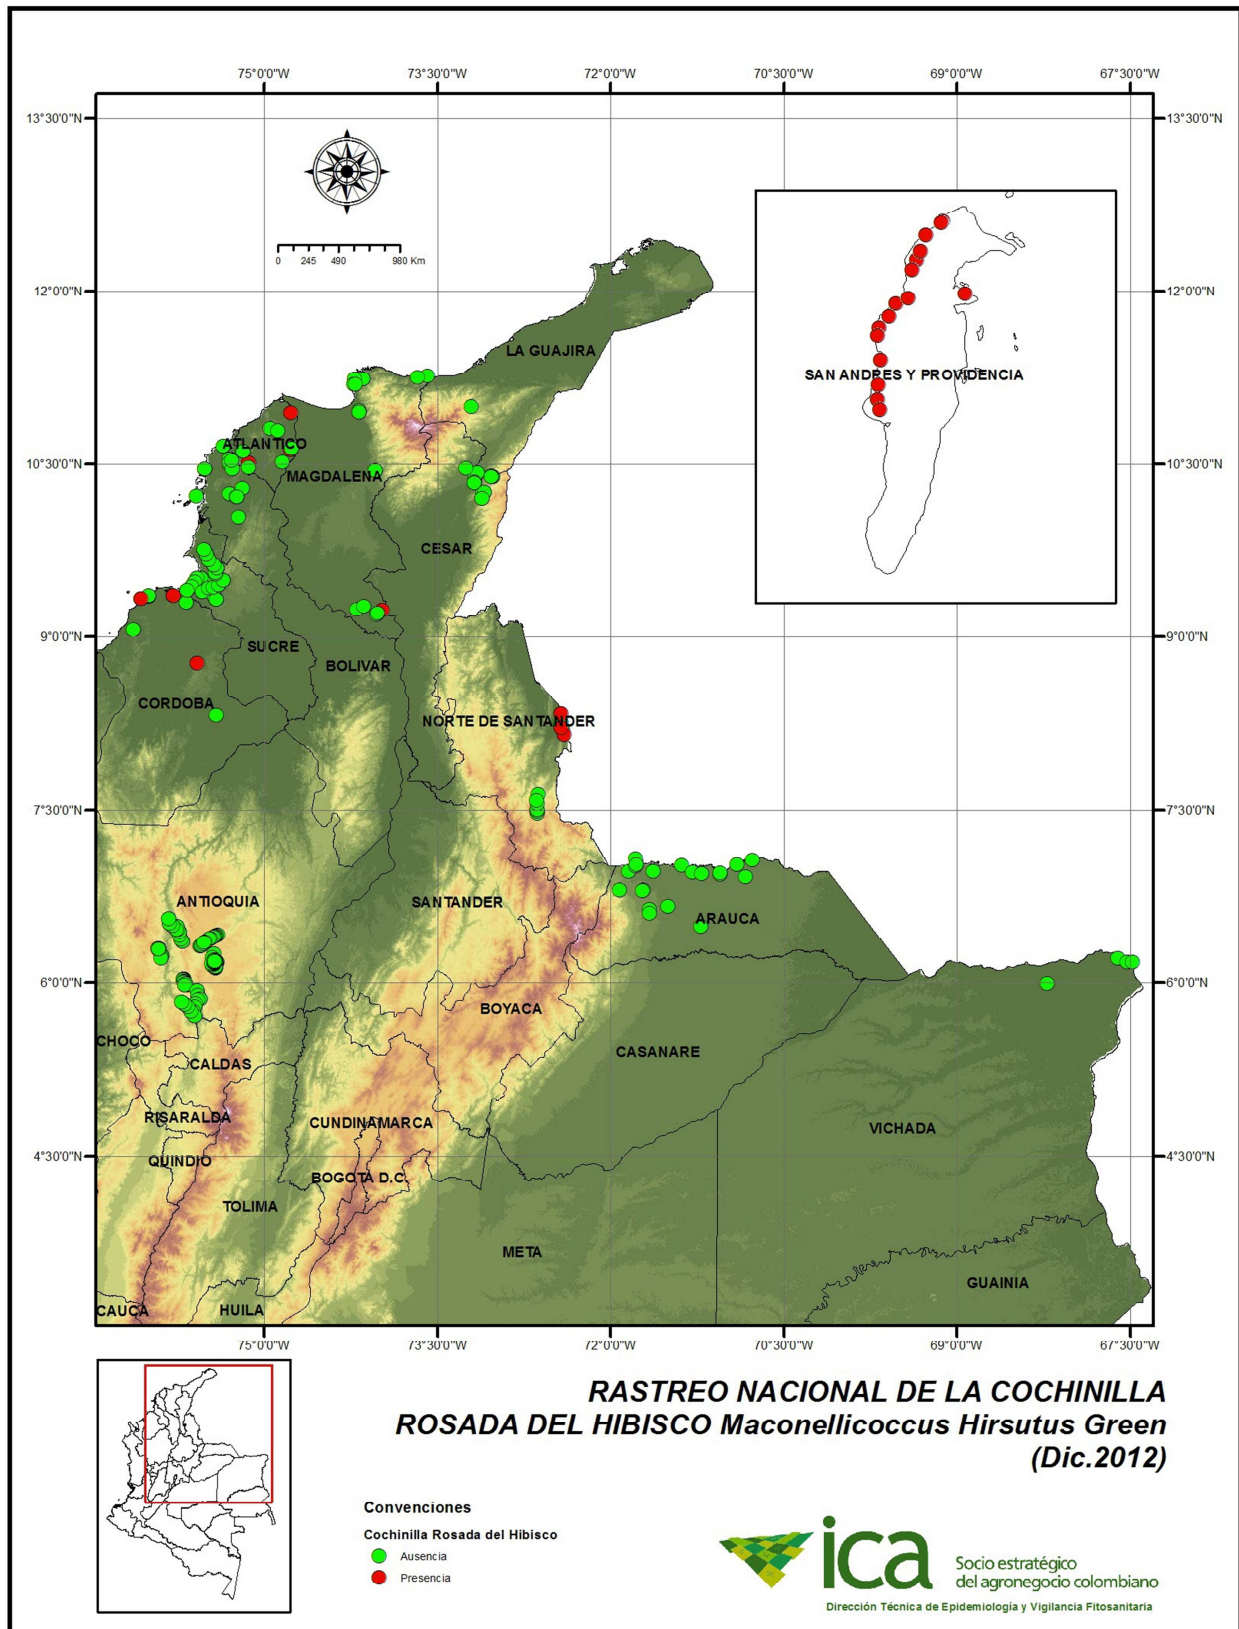 75°0'0"W 73°30'0"W 72°0'0"W 70°30'0"W 69°0'0"W 67°30'0"W
13°30'0"N 13°30'0"N
0 245 490 980 Km
12°0'0"N 12°0'0"N
LA GUAJIRA
SAN ANDRES Y PROVIDENCIA
ATLANTICO
10°30'0"N 10°30'0"N
MAGDALENA
CESAR
9°0'0"N 9°0'0"N
SUCRE
BOLIVAR
CORDOBA
NORTE DE SANTANDER
7°30'0"N 7°30'0"N
ANTIOQUIA
SANTANDER
ARAUCA
6°0'0"N 6°0'0"N
BOYACA
CHOCO
CASANARE
CALDAS
RISARALDA
CUNDINAMARCA
VICHADA
QUINDIO
4°30'0"N 4°30'0"N
BOGOTA D.C.
TOLIMA
META
GUAINIA
CAUCA
HUILA
75°0'0"W 73°30'0"W 72°0'0"W 70°30'0"W 69°0'0"W 67°30'0"W
RASTREO NACIONAL DE LA COCHINILLA
ROSADA DEL HIBISCO Maconellicoccus Hirsutus Green
(Dic.2012)
Convenciones
Cochinilla Rosada del Hibisco
Ausencia
Presencia
ica
Socio estratégico
del agronegocio colombiano
Dirección Técnica de Epidemiología y Vigilancia Fitosanitaria